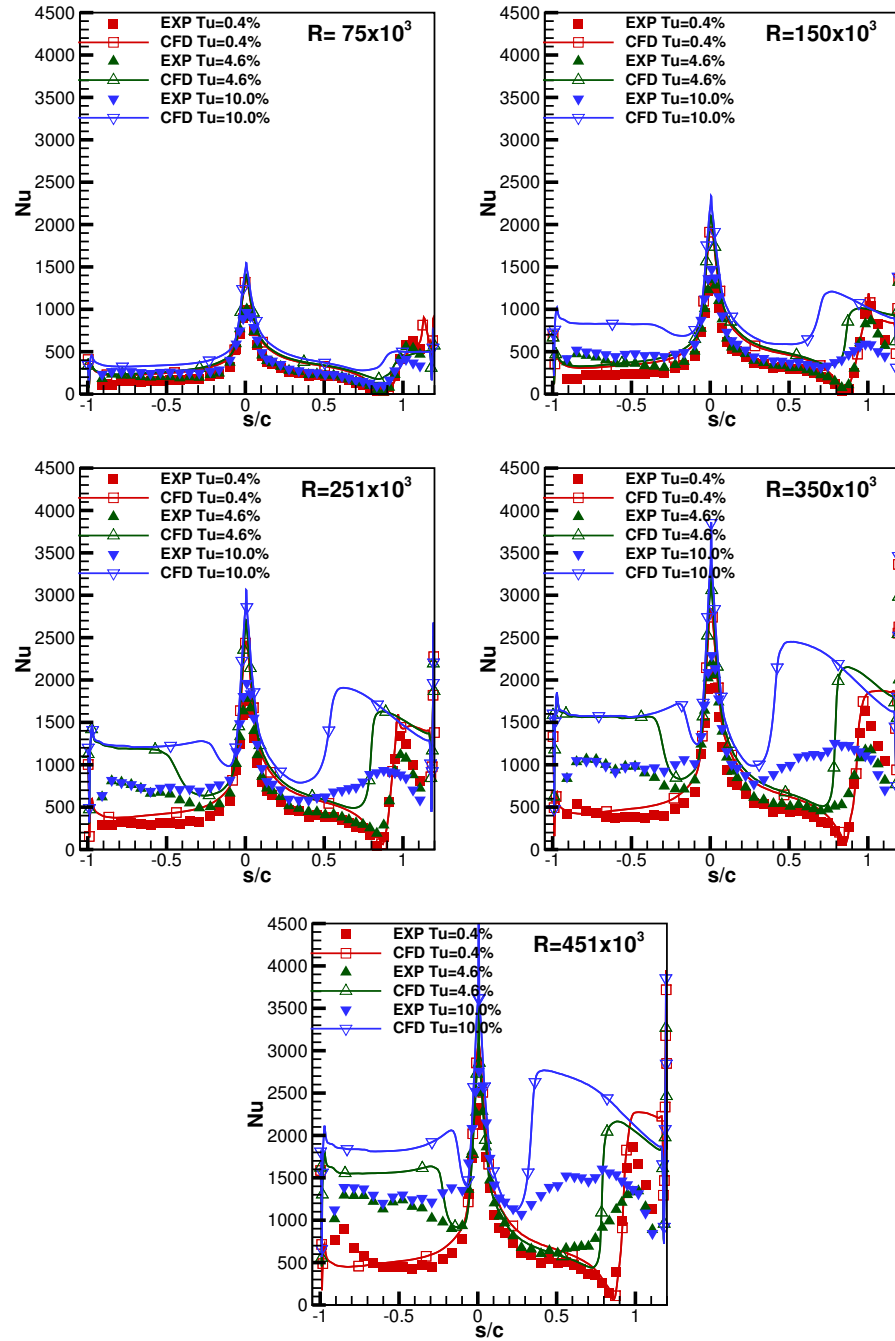 R= 75x10³
EXP Tu=0.4%
CFD Tu=0.4%
EXP Tu=4.6%
CFD Tu=4.6%
EXP Tu=10.0%
CFD Tu=10.0%
4500
4000
3500
3000
2500
2000
1500
1000
500
0
Nu
-1 -0.5 0 0.5 1
s/c
R=150x10³
EXP Tu=0.4%
CFD Tu=0.4%
EXP Tu=4.6%
CFD Tu=4.6%
EXP Tu=10.0%
CFD Tu=10.0%
4500
4000
3500
3000
2500
2000
1500
1000
500
0
Nu
-1 -0.5 0 0.5 1
s/c
R=251x10³
EXP Tu=0.4%
CFD Tu=0.4%
EXP Tu=4.6%
CFD Tu=4.6%
EXP Tu=10.0%
CFD Tu=10.0%
4500
4000
3500
3000
2500
2000
1500
1000
500
0
Nu
-1 -0.5 0 0.5 1
s/c
R=350x10³
EXP Tu=0.4%
CFD Tu=0.4%
EXP Tu=4.6%
CFD Tu=4.6%
EXP Tu=10.0%
CFD Tu=10.0%
4500
4000
3500
3000
2500
2000
1500
1000
500
0
Nu
-1 -0.5 0 0.5 1
s/c
R=451x10³
EXP Tu=0.4%
CFD Tu=0.4%
EXP Tu=4.6%
CFD Tu=4.6%
EXP Tu=10.0%
CFD Tu=10.0%
4500
4000
3500
3000
2500
2000
1500
1000
500
0
Nu
-1 -0.5 0 0.5 1
s/c